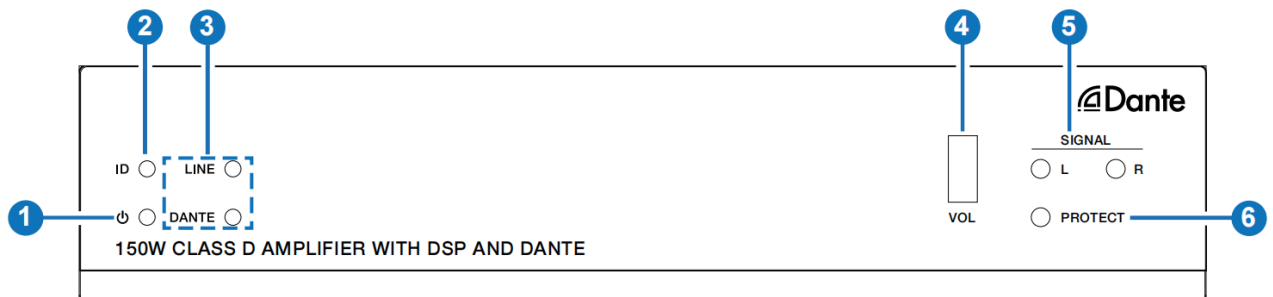 2 3 4 5
Dante
SIGNAL
ID LINE L R
1 DANTE VOL PROTECT 6
150W CLASS D AMPLIFIER WITH DSP AND DANTE